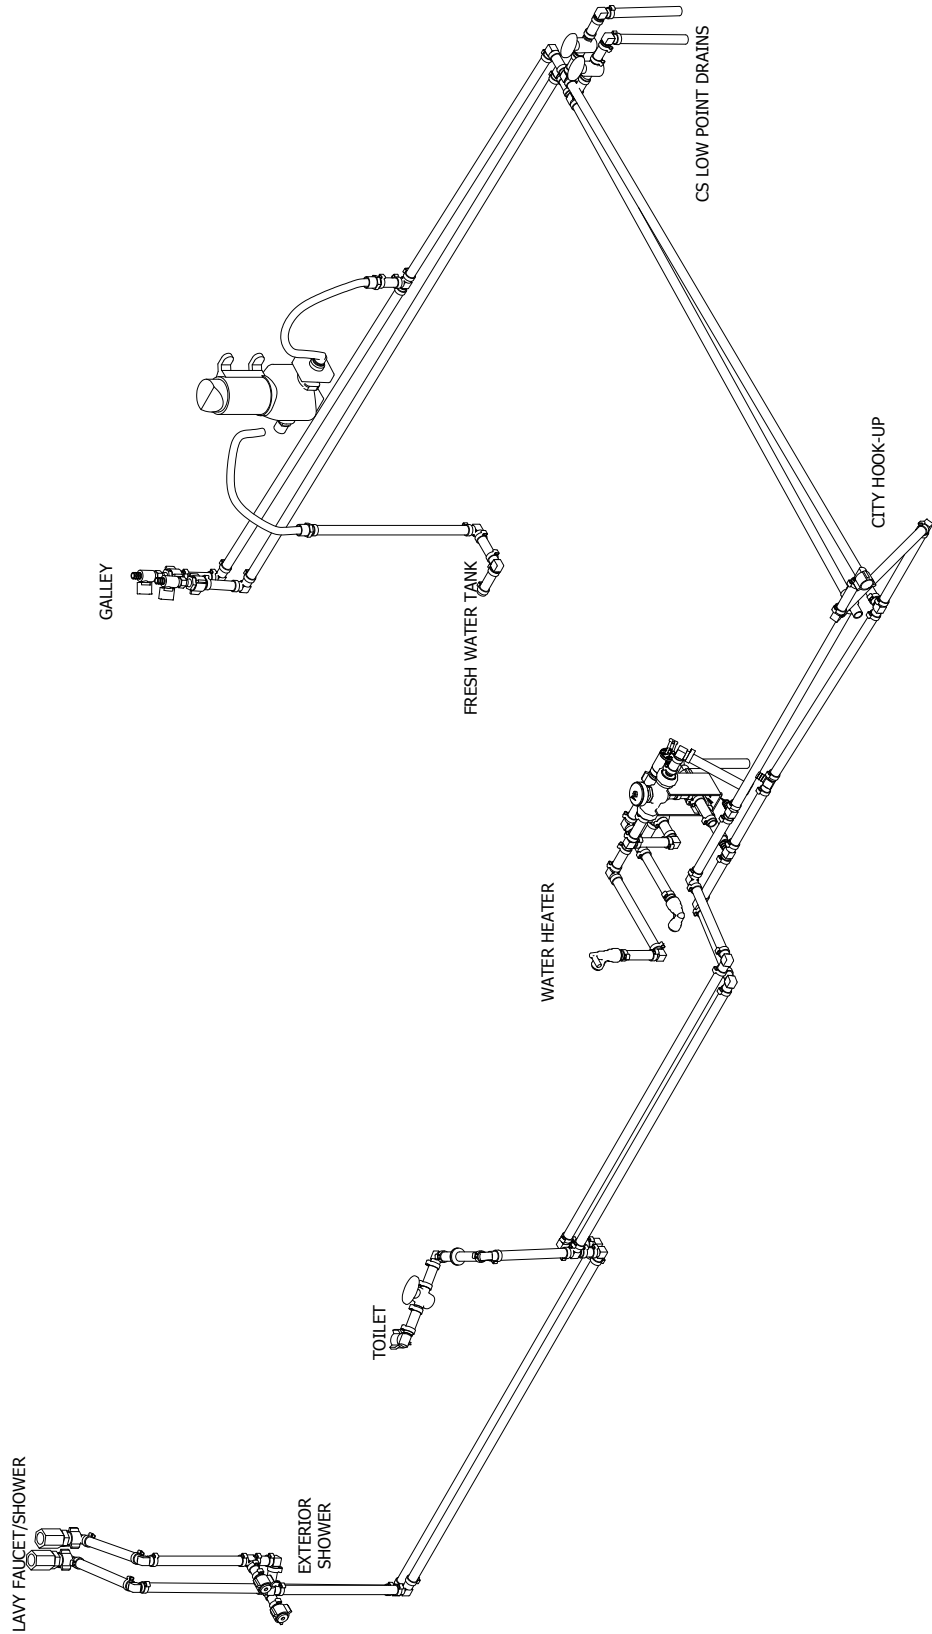 LAVY FAUCET/SHOWER
EXTERIOR
SHOWER
TOILET
WATER HEATER
GALLEY
FRESH WATER TANK
CITY HOOK-UP
CS LOW POINT DRAINS